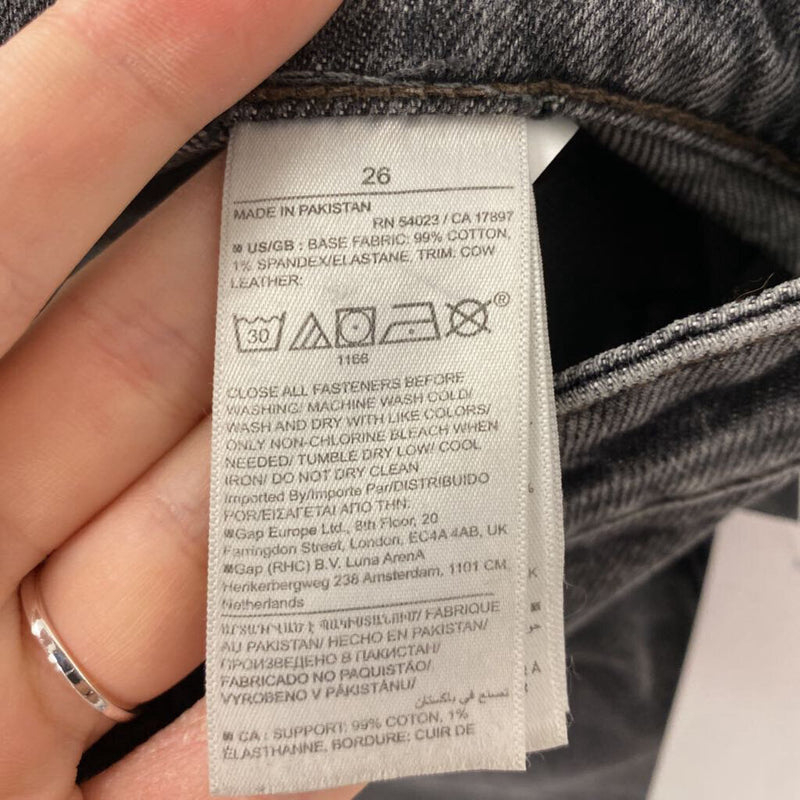 26
MADE IN PAKISTAN
RN 54023 / CA 17897
US/GB : BASE FABRIC: 99% COTTON,
1% SPANDEX/ELASTANE, TRIM: COW
LEATHER:
30
®
1166
CLOSE ALL FASTENERS BEFORE
WASHING/ MACHINE WASH COLD/
WASH AND DRY WITH LIKE COLORS/
ONLY NON-CHLORINE BLEACH WHEN
NEEDED/ TUMBLE DRY LOW/ COOL
IRON/ DO NOT DRY CLEAN
Imported By/Importe Par/DISTRIBUIDO
POR/ΕΙΣΑΓΕΤΑΙ ΑΠΟ ΤΗΝ.
Gap Europe Ltd., 8th Floor, 20
Farringdon Street, London, EC4A 4AB, UK
Gap (RHC) B.V. Luna ArenA
Herikerbergweg 238 Amsterdam, 1101 CM
Netherlands
ԱՐՏԱԴՐՎԱԾ Է ՊԱԿԻՍՏԱՆՈՒՄ/ FABRIQUE
AU PAKISTAN/ HECHO EN PAKISTAN/
ПРОИЗВЕДЕНО В ПАКИСТАН/
FABRICADO NO PAQUISTÃO/
VYROBENO V PÁKISTÁNU/
تصنع في باكستان
CA : SUPPORT: 99% COTTON, 1%
ÉLASTHANNE, BORDURE: CUIR DE